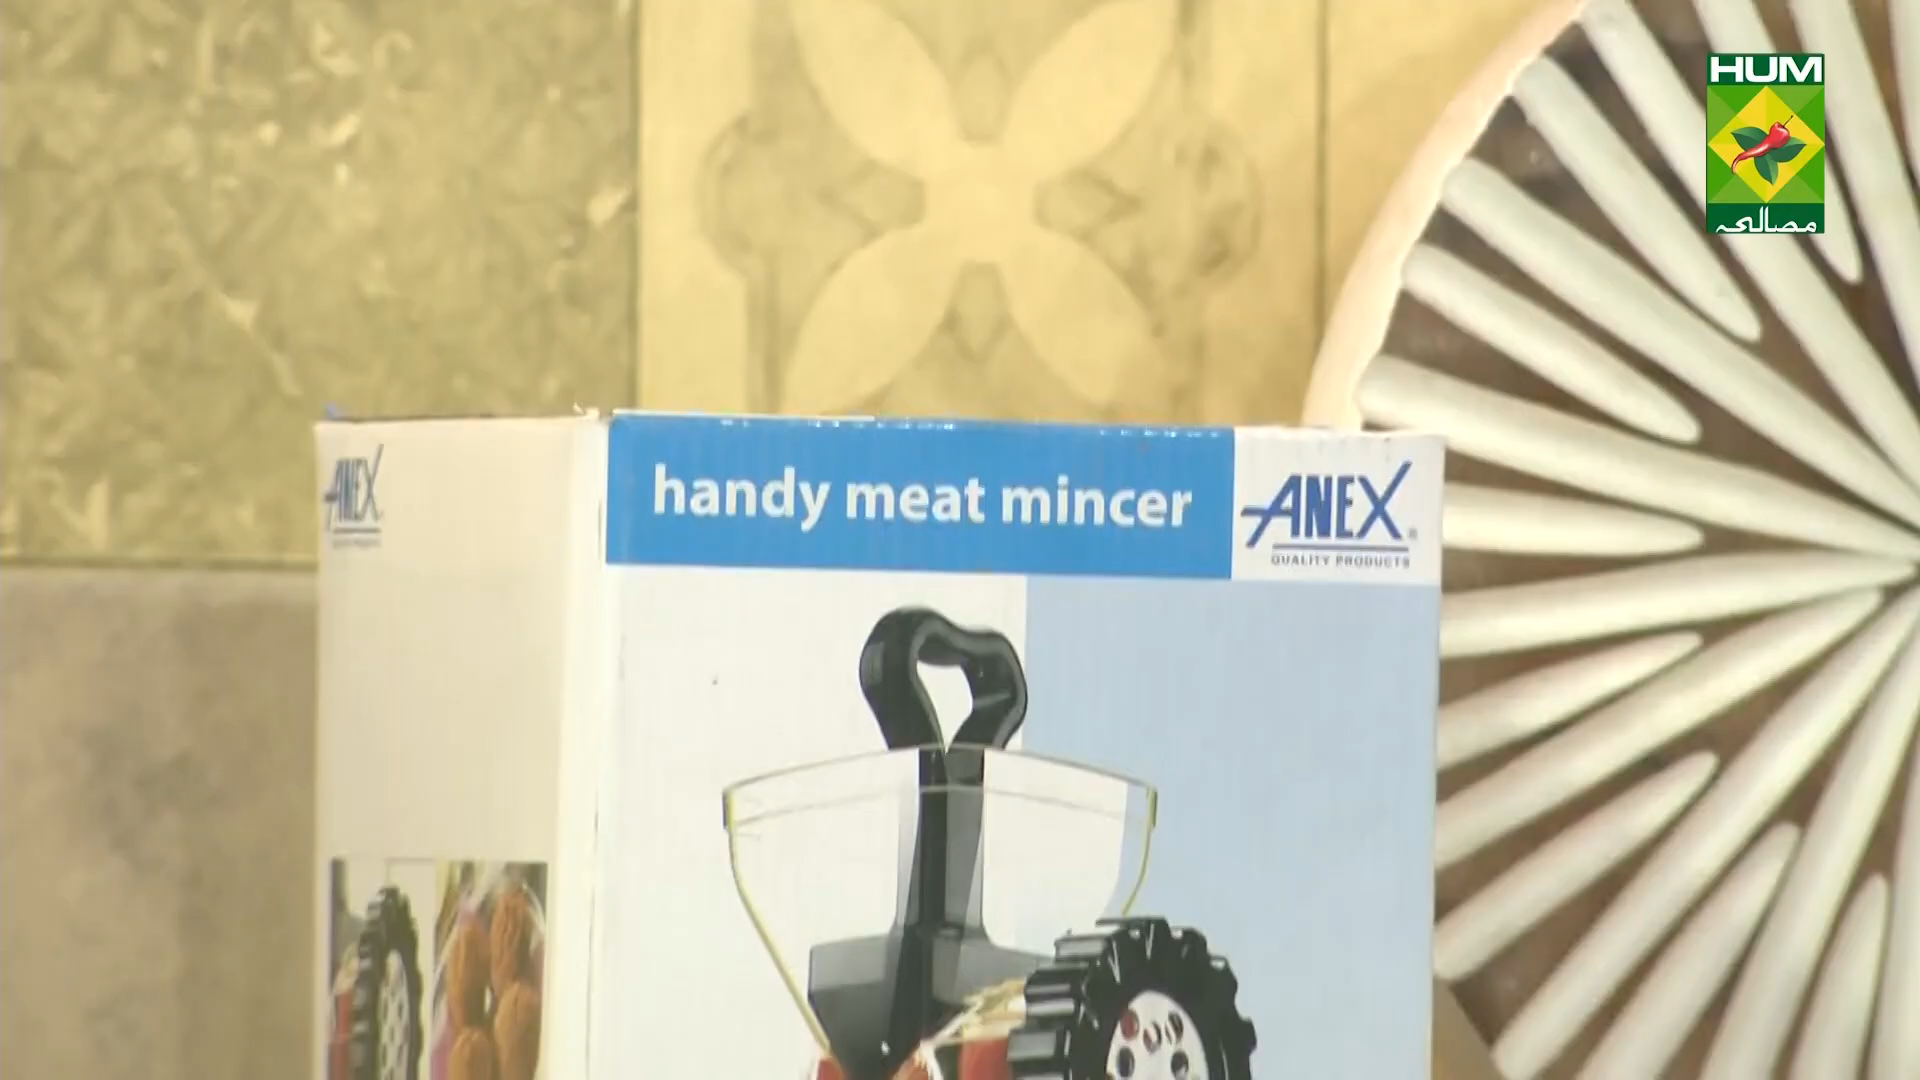 HUM
مصالحہ
ANEX
handy meat mincer
ANEX®
QUALITY PRODUCTS